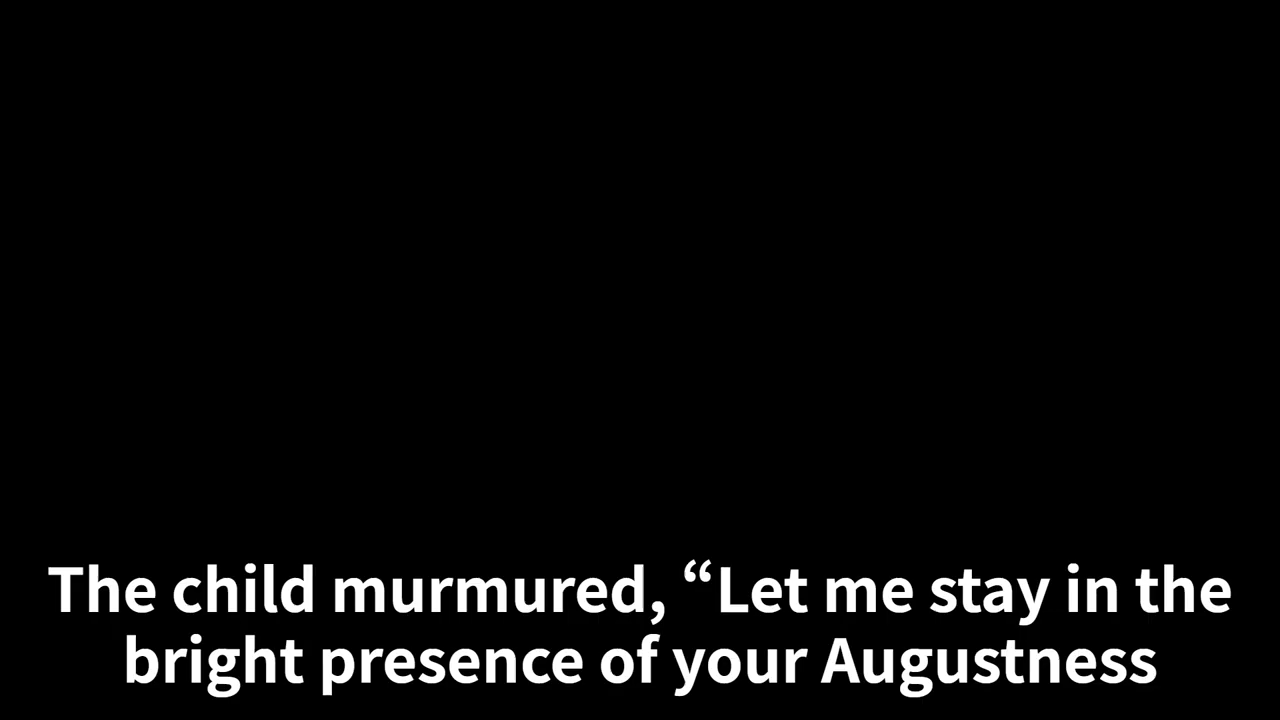 The child murmured, “Let me stay in the
bright presence of your Augustness